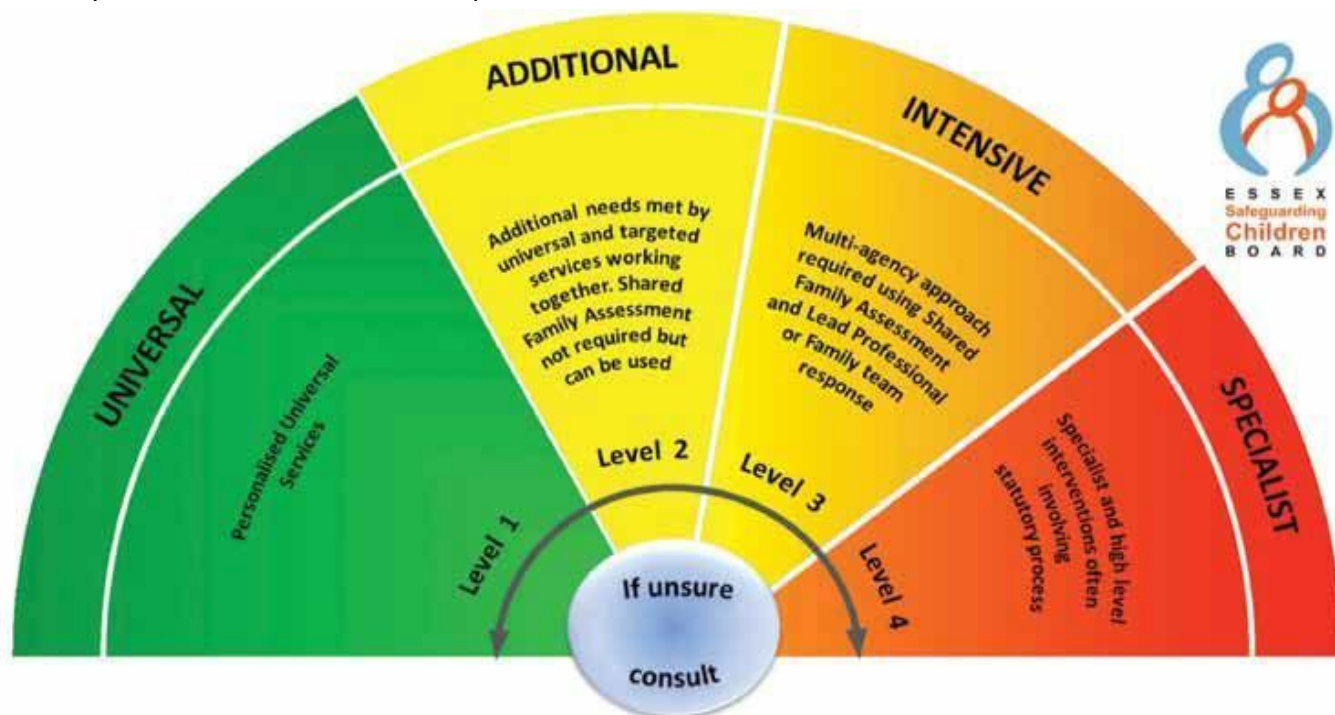 UNIVERSAL
Personalised Universal
Services
Level 1
ADDITIONAL
Additional needs met by
universal and targeted
services working
together. Shared
Family Assessment
not required but
can be used
Level 2
INTENSIVE
Multi-agency approach
required using Shared
Family Assessment
and Lead Professional
or Family team
response
Level 3
SPECIALIST
Specialist and high level
interventions often
involving
statutory process
Level 4
If unsure
consult
ESSEX
Safeguarding
Children
BOARD